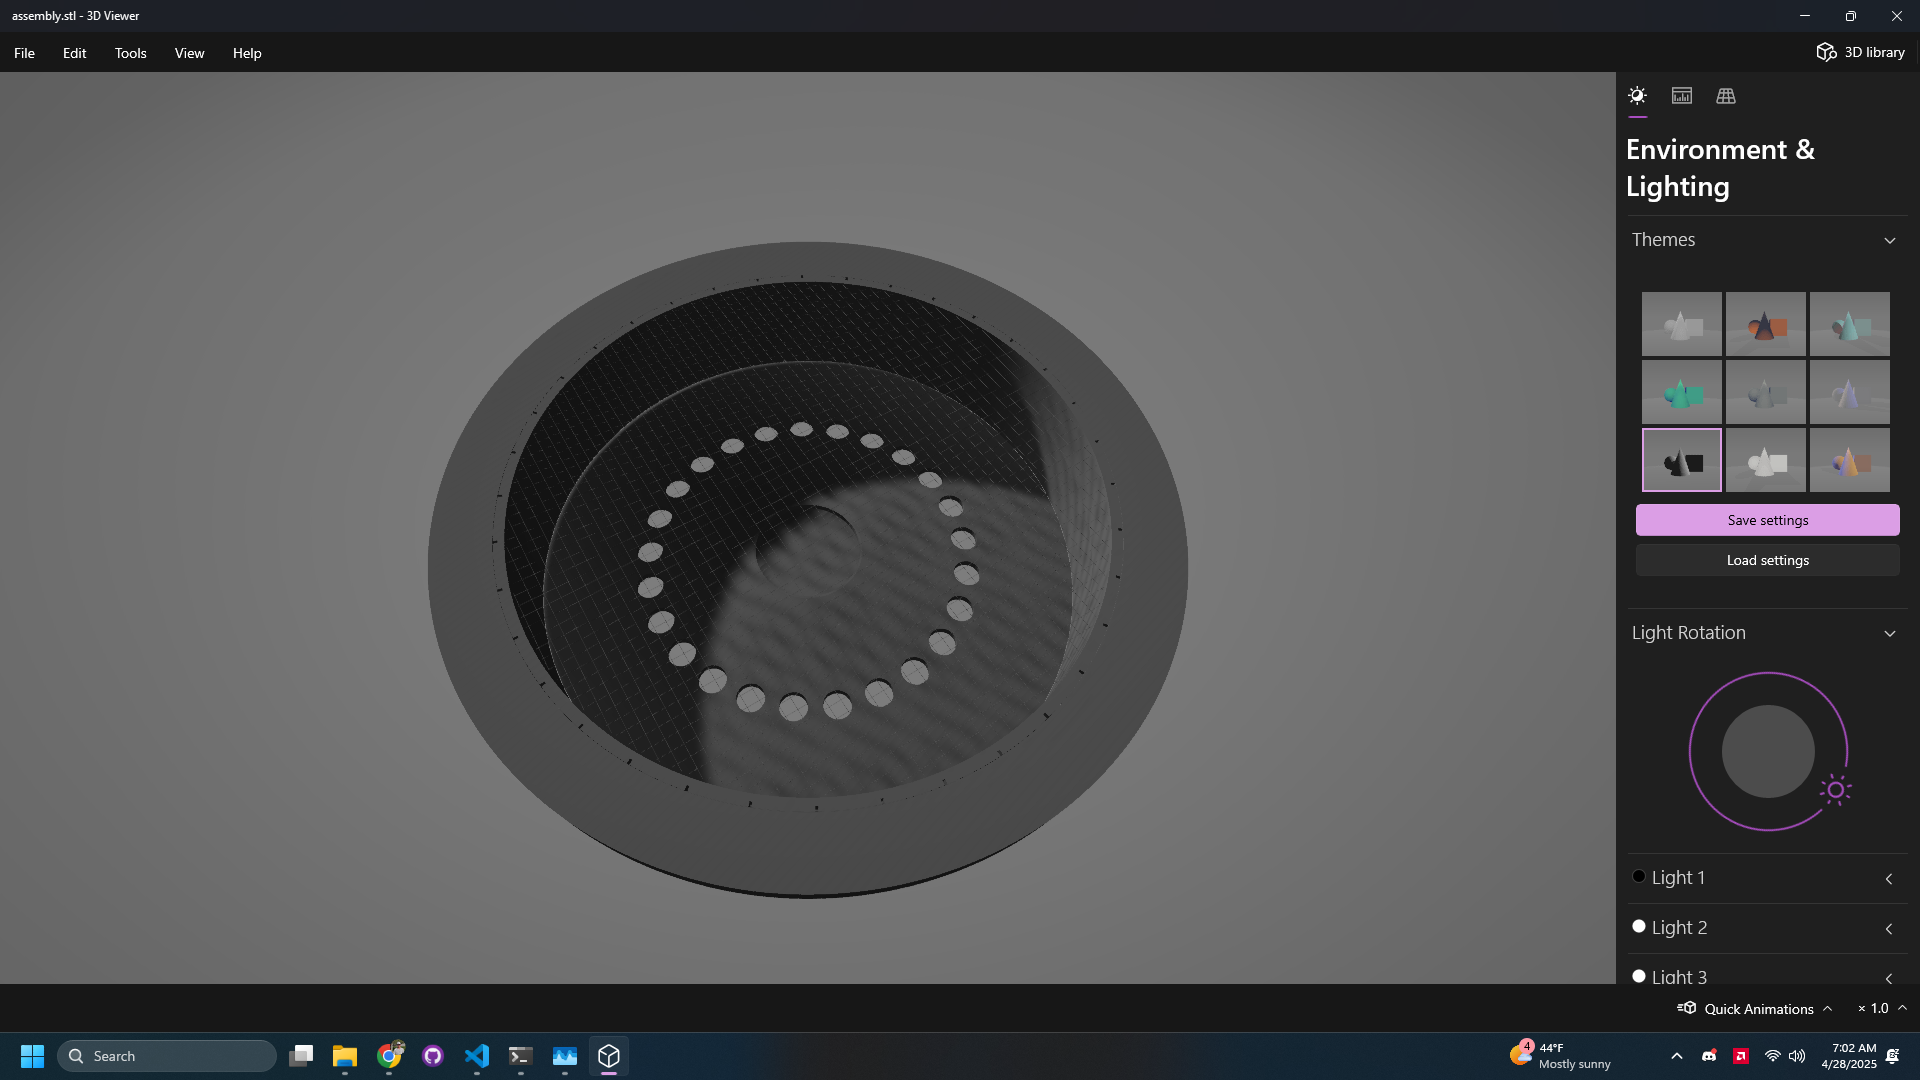 assembly.stl - 3D Viewer
File Edit Tools View Help
3D library
Environment &
Lighting
Themes
Save settings
Load settings
Light Rotation
Light 1
Light 2
Light 3
Quick Animations
× 1.0
Search
4
44°F
Mostly sunny
7:02 AM
4/28/2025